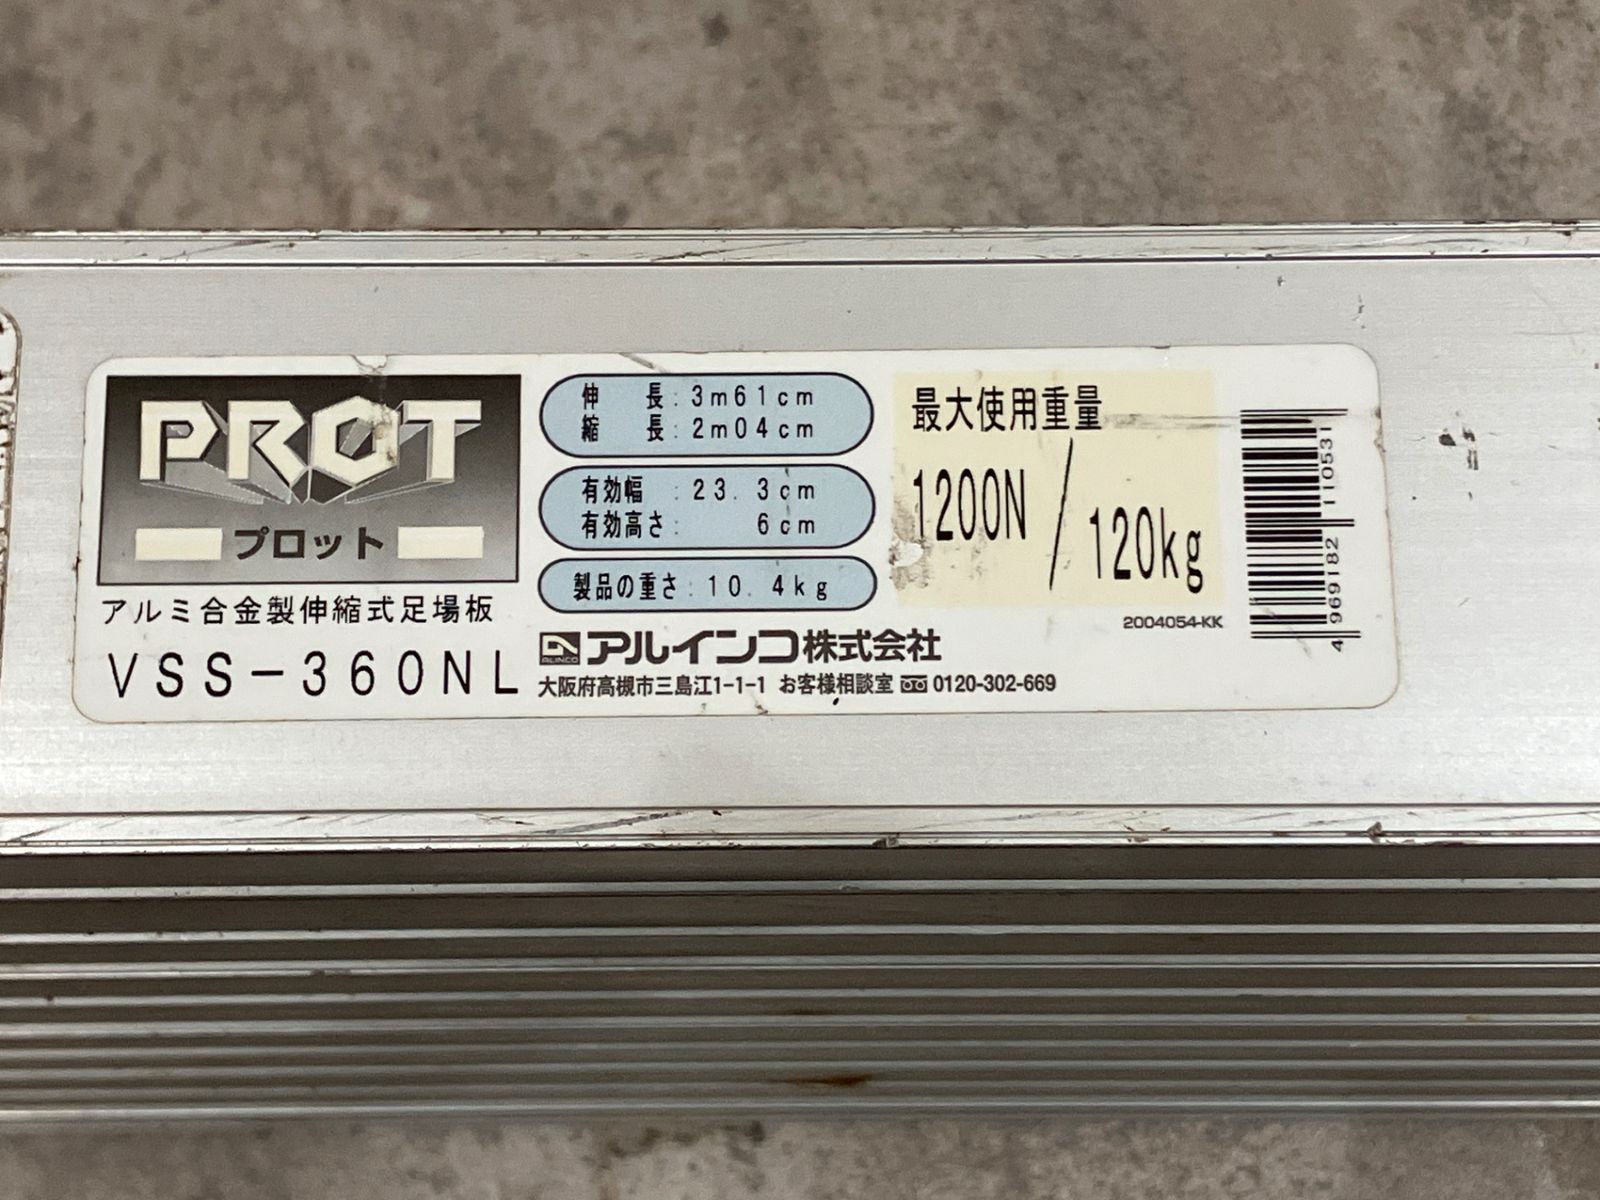 PROT
プロット
アルミ合金製伸縮式足場板
VSS-360NL
伸 長: 3m61cm
縮 長: 2m04cm
有効幅 : 23.3cm
有効高さ: 6cm
製品の重さ: 10.4kg
ALINCO アルインコ株式会社
大阪府高槻市三島江1-1-1 お客様相談室 0120-302-669
最大使用重量
1200N/120kg
2004054-KK
4 969182 110531